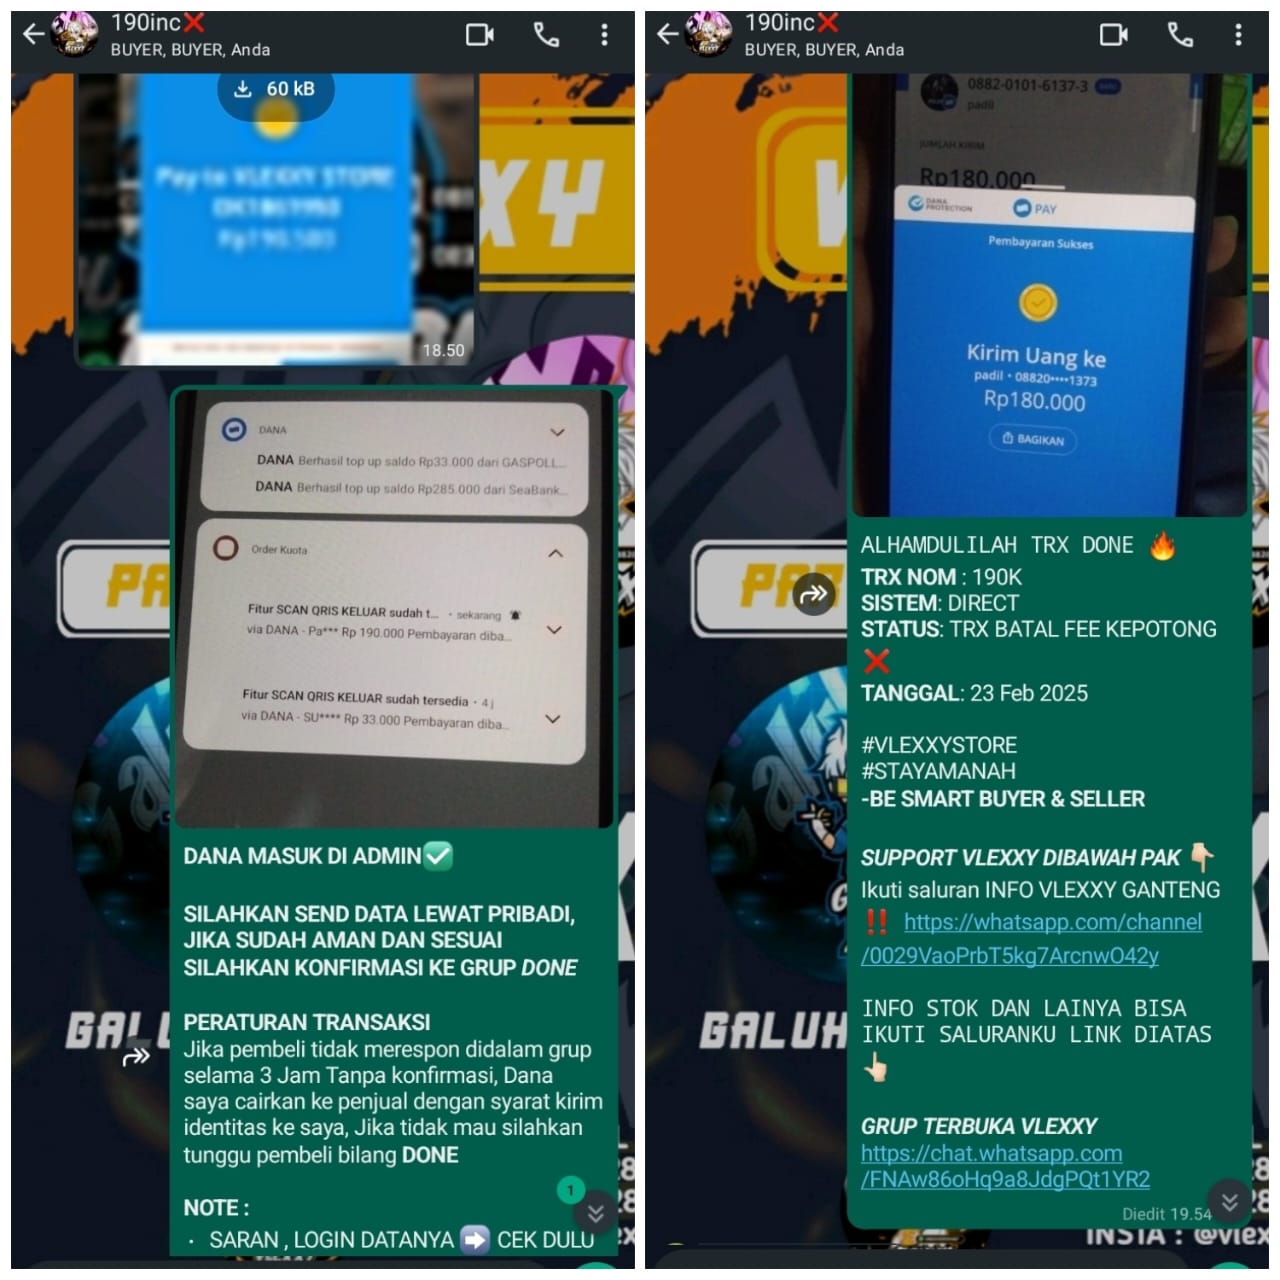 190inc❌
BUYER, BUYER, Anda
60 kB
Pay to VLEXXY STORE
18.50
XY
DANA
DANA Berhasil top up saldo Rp33.000 dari GASPOLL...
DANA Berhasil top up saldo Rp285.000 dari SeaBank...
Order Kuota
Fitur SCAN QRIS KELUAR sudah t... • sekarang
via DANA - Pa*** Rp 190.000 Pembayaran diba...
Fitur SCAN QRIS KELUAR sudah tersedia • 4 j
via DANA - SU**** Rp 33.000 Pembayaran diba...
DANA MASUK DI ADMIN✅
SILAHKAN SEND DATA LEWAT PRIBADI,
JIKA SUDAH AMAN DAN SESUAI
SILAHKAN KONFIRMASI KE GRUP DONE
PERATURAN TRANSAKSI
Jika pembeli tidak merespon didalam grup
selama 3 Jam Tanpa konfirmasi, Dana
saya cairkan ke penjual dengan syarat kirim
identitas ke saya, Jika tidak mau silahkan
tunggu pembeli bilang DONE
NOTE :
• SARAN , LOGIN DATANYA ➡️ CEK DULU
1
190inc❌
BUYER, BUYER, Anda
0882-0101-6137-3
padil
JUMLAH KIRIM
Rp180.000
DANA PROTECTION
PAY
Pembayaran Sukses
Kirim Uang ke
padil • 08820••••1373
Rp180.000
BAGIKAN
ALHAMDULILAH TRX DONE 🔥
TRX NOM : 190K
SISTEM: DIRECT
STATUS: TRX BATAL FEE KEPOTONG
❌
TANGGAL: 23 Feb 2025
#VLEXXYSTORE
#STAYAMANAH
-BE SMART BUYER & SELLER
SUPPORT VLEXXY DIBAWAH PAK 👇🏻
Ikuti saluran INFO VLEXXY GANTENG
‼️ https://whatsapp.com/channel
/0029VaoPrbT5kg7ArcnwO42y
INFO STOK DAN LAINYA BISA
IKUTI SALURANKU LINK DIATAS
👆🏻
GRUP TERBUKA VLEXXY
https://chat.whatsapp.com
/FNAw86oHq9a8JdgPQt1YR2
Diedit 19.54
INSTA : @vlex